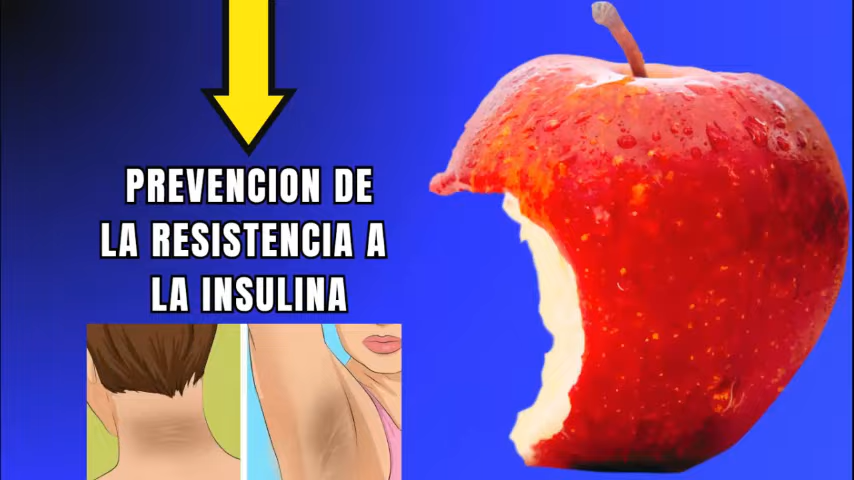 PREVENCION DE
LA RESISTENCIA A
LA INSULINA